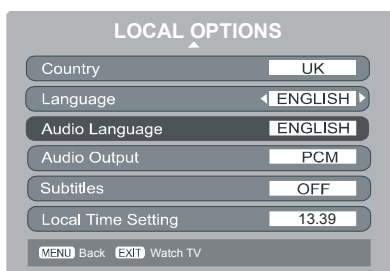 LOCAL OPTIONS
Country UK
Language ENGLISH
Audio Language ENGLISH
Audio Output PCM
Subtitles OFF
Local Time Setting 13.39
MENU Back EXIT Watch TV